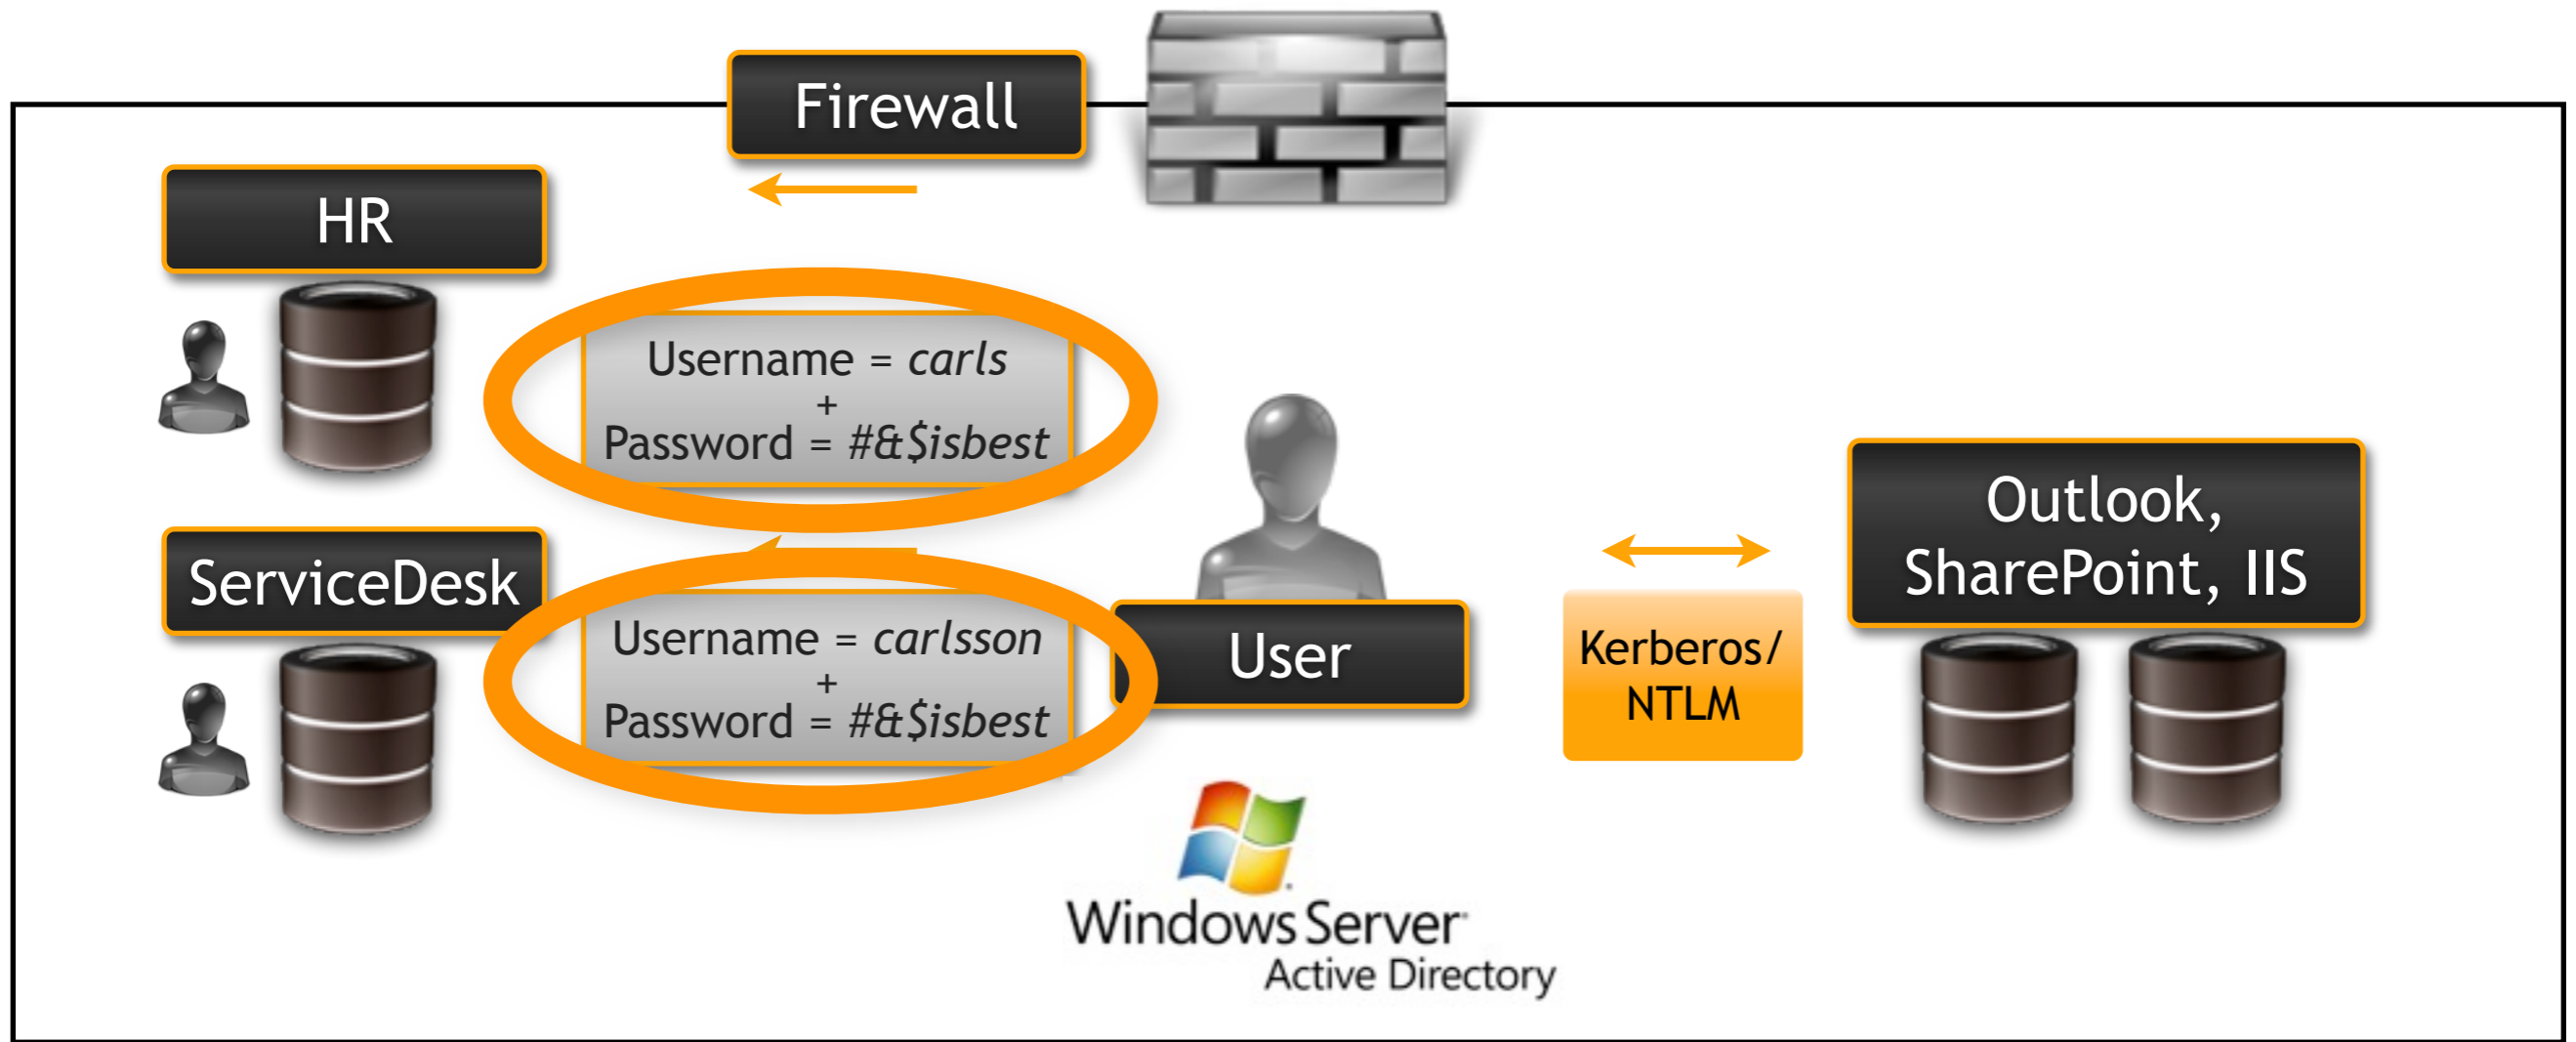 Firewall
HR
Username = carls
+
Password = #&$isbest
ServiceDesk
Username = carlsson
+
Password = #&$isbest
User
Kerberos/
NTLM
Outlook,
SharePoint, IIS
Windows Server
Active Directory